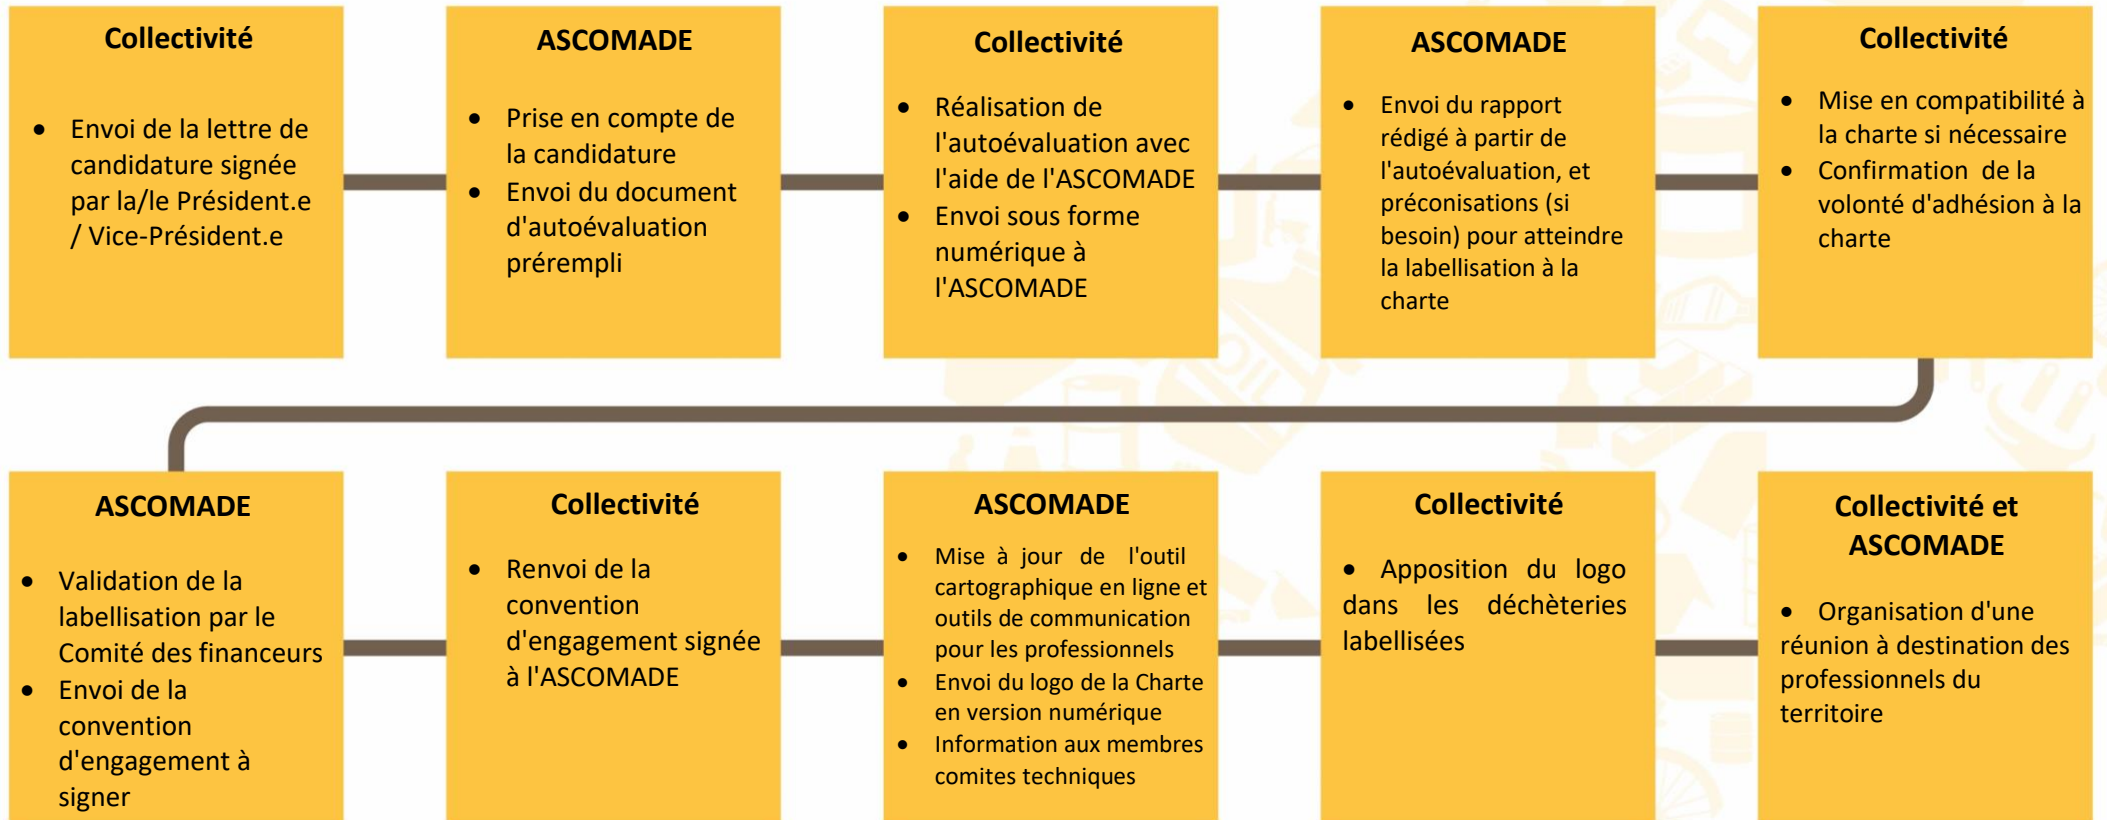 Collectivité
• Envoi de la lettre de
candidature signée
par la/le Président.e
/ Vice-Président.e
ASCOMADE
• Prise en compte de
la candidature
• Envoi du document
d'autoévaluation
prérempli
Collectivité
• Réalisation de
l'autoévaluation avec
l'aide de l'ASCOMADE
• Envoi sous forme
numérique à
l'ASCOMADE
ASCOMADE
• Envoi du rapport
rédigé à partir de
l'autoévaluation, et
préconisations (si
besoin) pour atteindre
la labellisation à la
charte
Collectivité
• Mise en compatibilité à
la charte si nécessaire
• Confirmation de la
volonté d'adhésion à la
charte
ASCOMADE
• Validation de la
labellisation par le
Comité des financeurs
• Envoi de la
convention
d'engagement à
signer
Collectivité
• Renvoi de la
convention
d'engagement signée
à l'ASCOMADE
ASCOMADE
• Mise à jour de l'outil
cartographique en ligne et
outils de communication
pour les professionnels
• Envoi du logo de la Charte
en version numérique
• Information aux membres
comites techniques
Collectivité
• Apposition du logo
dans les déchèteries
labellisées
Collectivité et
ASCOMADE
• Organisation d'une
réunion à destination des
professionnels du
territoire
OIL